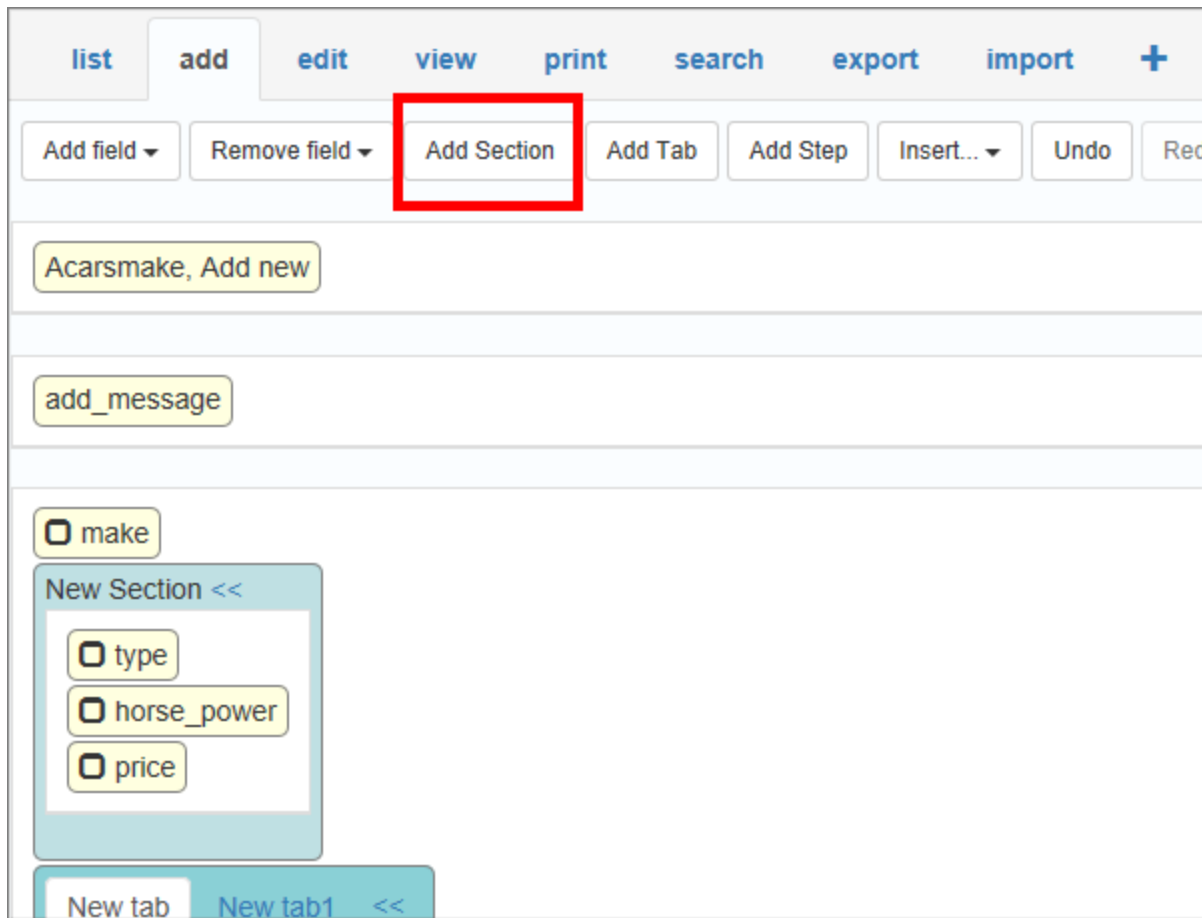 list add edit view print search export import +
Add field Remove field Add Section Add Tab Add Step Insert... Undo
Acarsmake, Add new
add_message
make
New Section <<
type
horse_power
price
New tab New tab1 <<